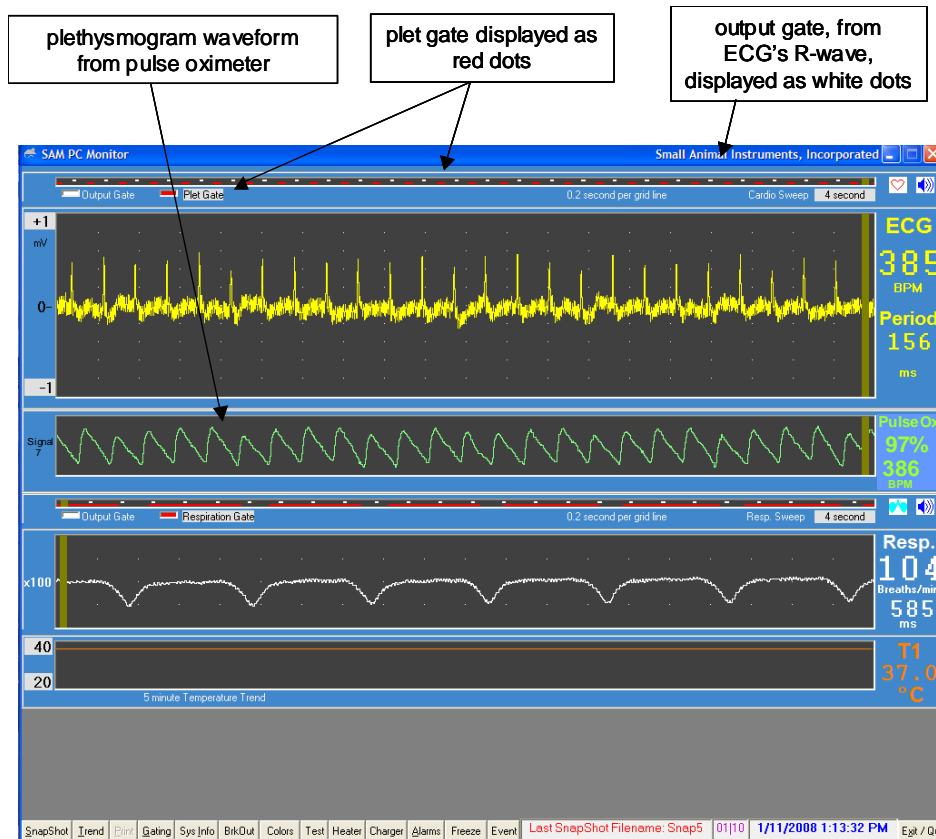 plethysmogram waveform
from pulse oximeter
plet gate displayed as
red dots
output gate, from
ECG's R-wave,
displayed as white dots
SAM PC Monitor
Small Animal Instruments, Incorporated
Output Gate
Plet Gate
0.2 second per grid line
Cardio Sweep
4 second
+1
mV
0-
-1
ECG
385
BPM
Period
156
ms
Signal
7
Pulse Ox
97%
386
BPM
Output Gate
Respiration Gate
0.2 second per grid line
Resp. Sweep
4 second
x100
Resp.
104
Breaths/min
585
ms
40
20
5 minute Temperature Trend
T1
37.0
°C
SnapShot Trend Print Gating Sys Info BrkOut Colors Test Heater Charger Alarms Freeze Event Last SnapShot Filename: Snap5 01|10 1/11/2008 1:13:32 PM Exit /